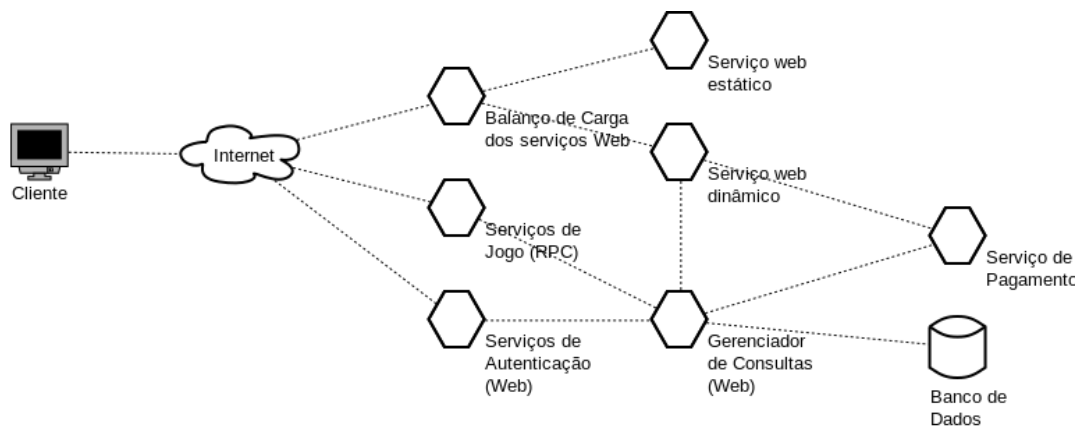 Serviço web
estático
Balanço de Carga
dos serviços Web
Internet
Cliente
Serviço web
dinâmico
Serviços de
Jogo (RPC)
Serviço de
Pagamento
Serviços de
Autenticação
(Web)
Gerenciador
de Consultas
(Web)
Banco de
Dados